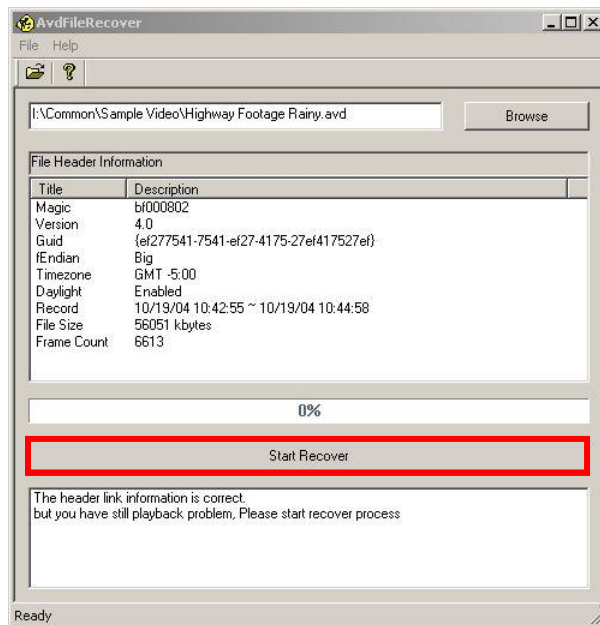 AvdFileRecover
File Help
I:\Common\Sample Video\Highway Footage Rainy.avd
Browse
File Header Information
Title Description
Magic bf000802
Version 4.0
Guid {ef277541-7541-ef27-4175-27ef417527ef}
fEndian Big
Timezone GMT -5:00
Daylight Enabled
Record 10/19/04 10:42:55 ~ 10/19/04 10:44:58
File Size 56051 kbytes
Frame Count 6613
0%
Start Recover
The header link information is correct.
but you have still playback problem, Please start recover process
Ready